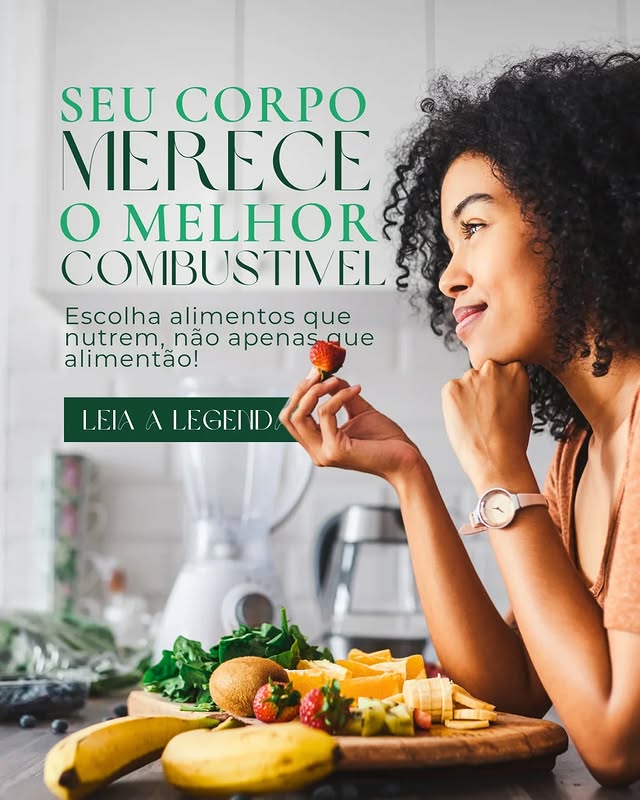 SEU CORPO
MERECE
O MELHOR
COMBUSTIVEL
Escolha alimentos que
nutrem, não apenas que
alimentão!
LEIA A LEGENDA